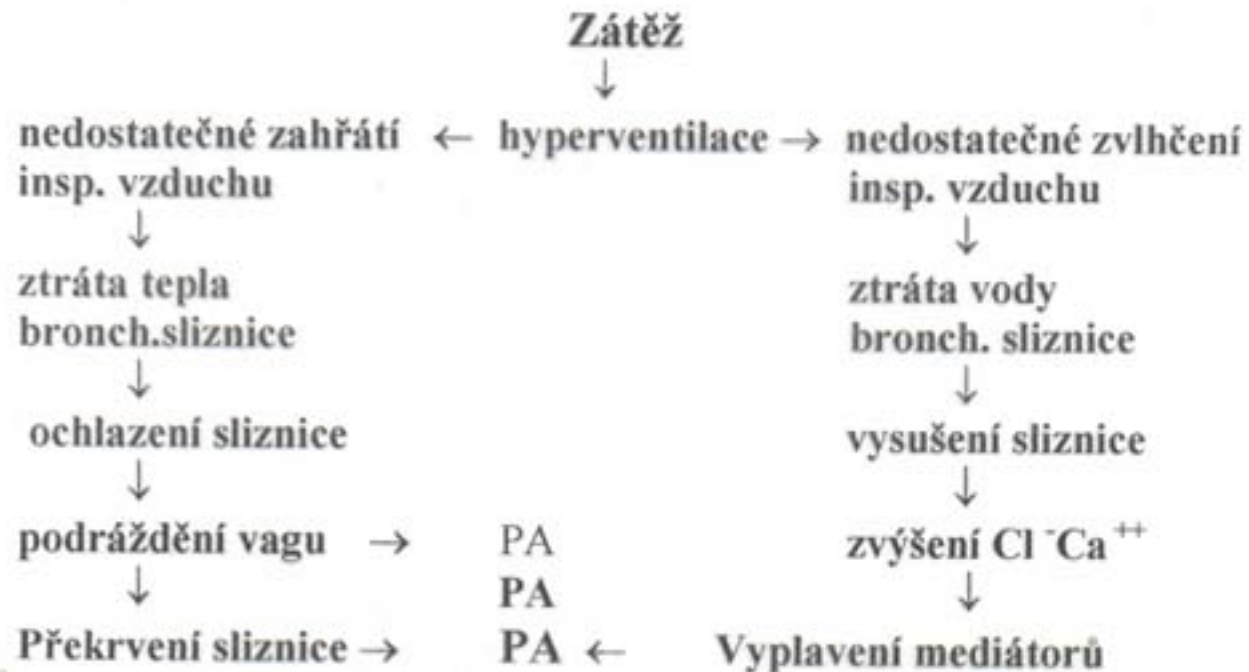 Zátěž
↓
nedostatečné zahřátí ← hyperventilace → nedostatečné zvlhčení
insp. vzduchu insp. vzduchu
↓ ↓
ztráta tepla ztráta vody
bronch.sliznice bronch. sliznice
↓ ↓
ochlazení sliznice vysušení sliznice
↓ ↓
podráždění vagu → PA zvýšení Cl ⁻Ca ⁺⁺
↓ PA ↓
Překrvení sliznice → PA ← Vyplavení mediátorů